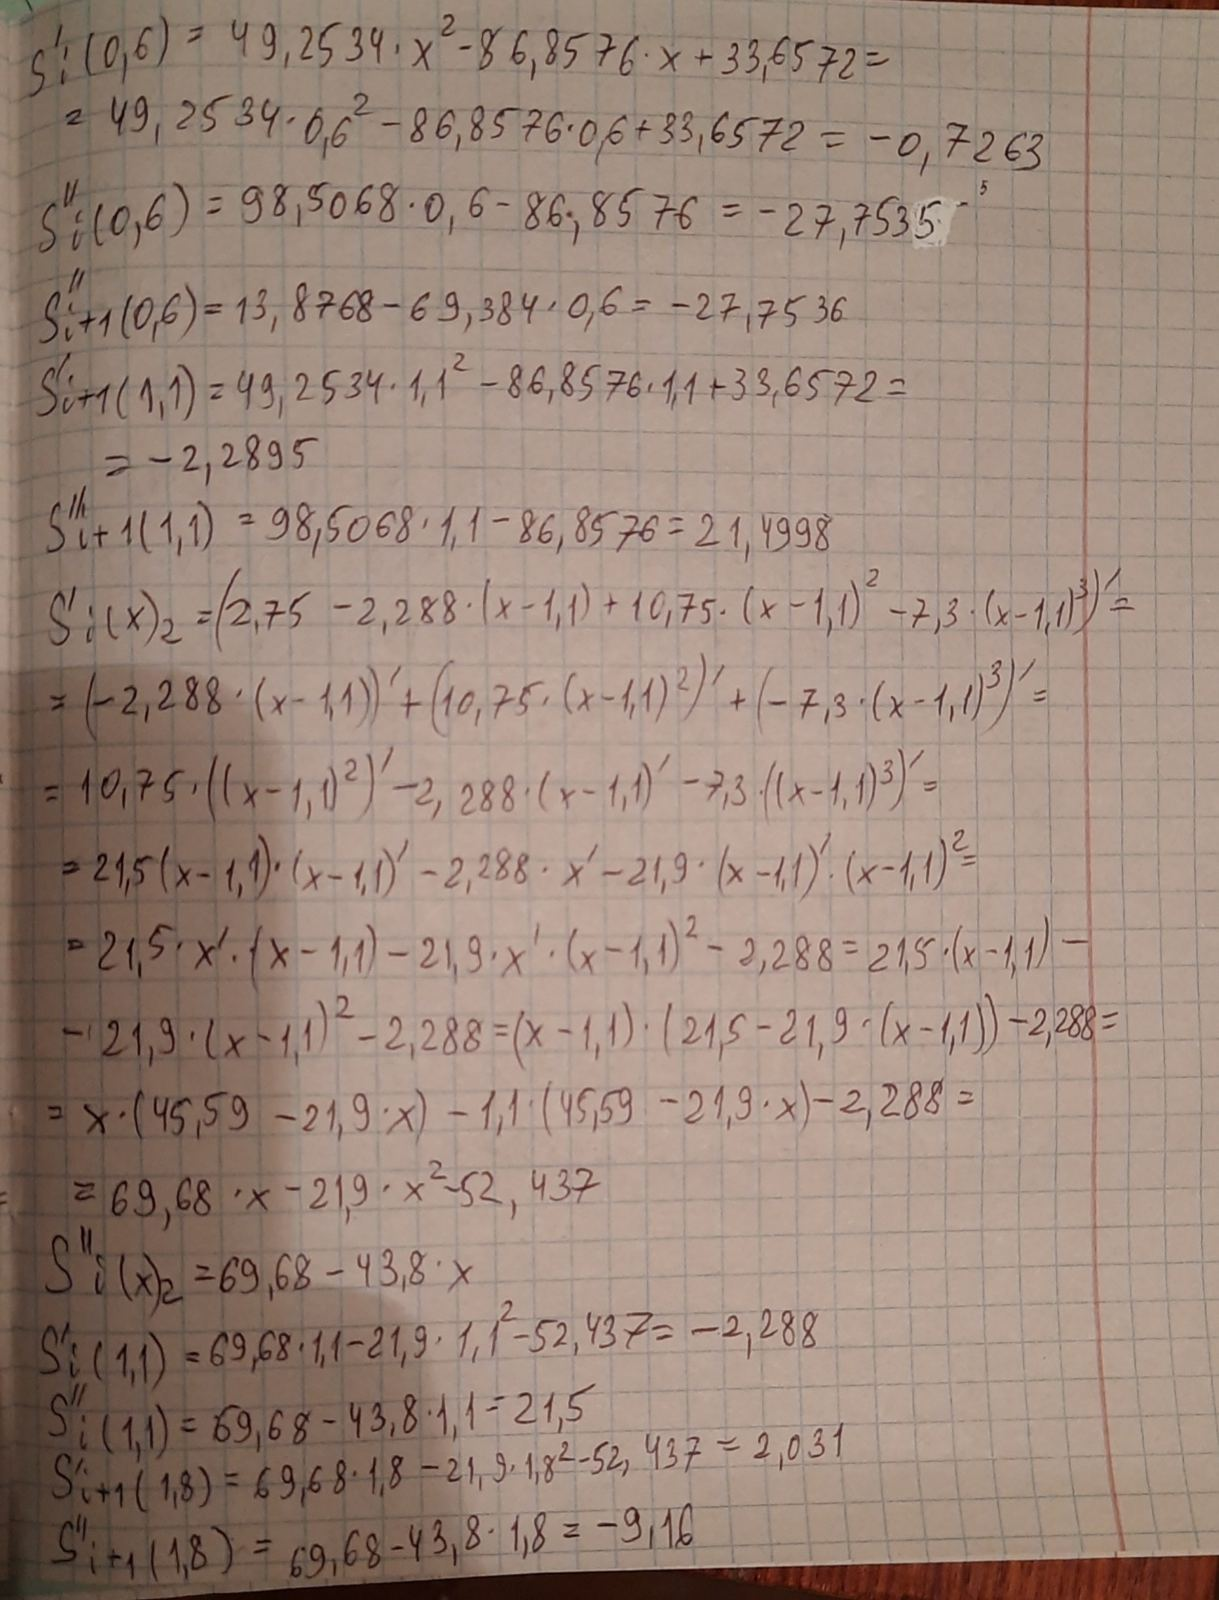 S'i(0,6) = 49,2534·x²-86,8576·x+33,6572=
= 49,2534·0,6²-86,8576·0,6+33,6572 = -0,7263
S''i(0,6) = 98,5068·0,6-86,8576 = -27,7535
S''i+1(0,6) = 13,8768-69,384·0,6 = -27,7536
S'i+1(1,1) = 49,2534·1,1²-86,8576·1,1+33,6572=
= -2,2895
S''i+1(1,1) = 98,5068·1,1-86,8576=21,4998
S'i(x)₂ = (2,75 - 2,288·(x-1,1)+10,75·(x-1,1)²-7,3·(x-1,1)³)'=
= (-2,288·(x-1,1))'+(10,75·(x-1,1)²)'+(-7,3·(x-1,1)³)'=
= 10,75·((x-1,1)²)'-2,288·(x-1,1)'-7,3·((x-1,1)³)'=
= 21,5(x-1,1)·(x-1,1)'-2,288·x'-21,9·(x-1,1)'·(x-1,1)²=
= 21,5·x'·(x-1,1)-21,9·x'·(x-1,1)²-2,288=21,5·(x-1,1)-
-21,9·(x-1,1)²-2,288=(x-1,1)·(21,5-21,9·(x-1,1))-2,288=
= x·(45,59-21,9·x)-1,1·(45,59-21,9·x)-2,288=
= 69,68·x-21,9·x²-52,437
S''i(x)₂ = 69,68-43,8·x
S'i(1,1) = 69,68·1,1-21,9·1,1²-52,437= -2,288
S''i(1,1) = 69,68-43,8·1,1=21,5
S'i+1(1,8) = 69,68·1,8-21,9·1,8²-52,437 = 2,031
S''i+1(1,8) = 69,68-43,8·1,8 = -9,16